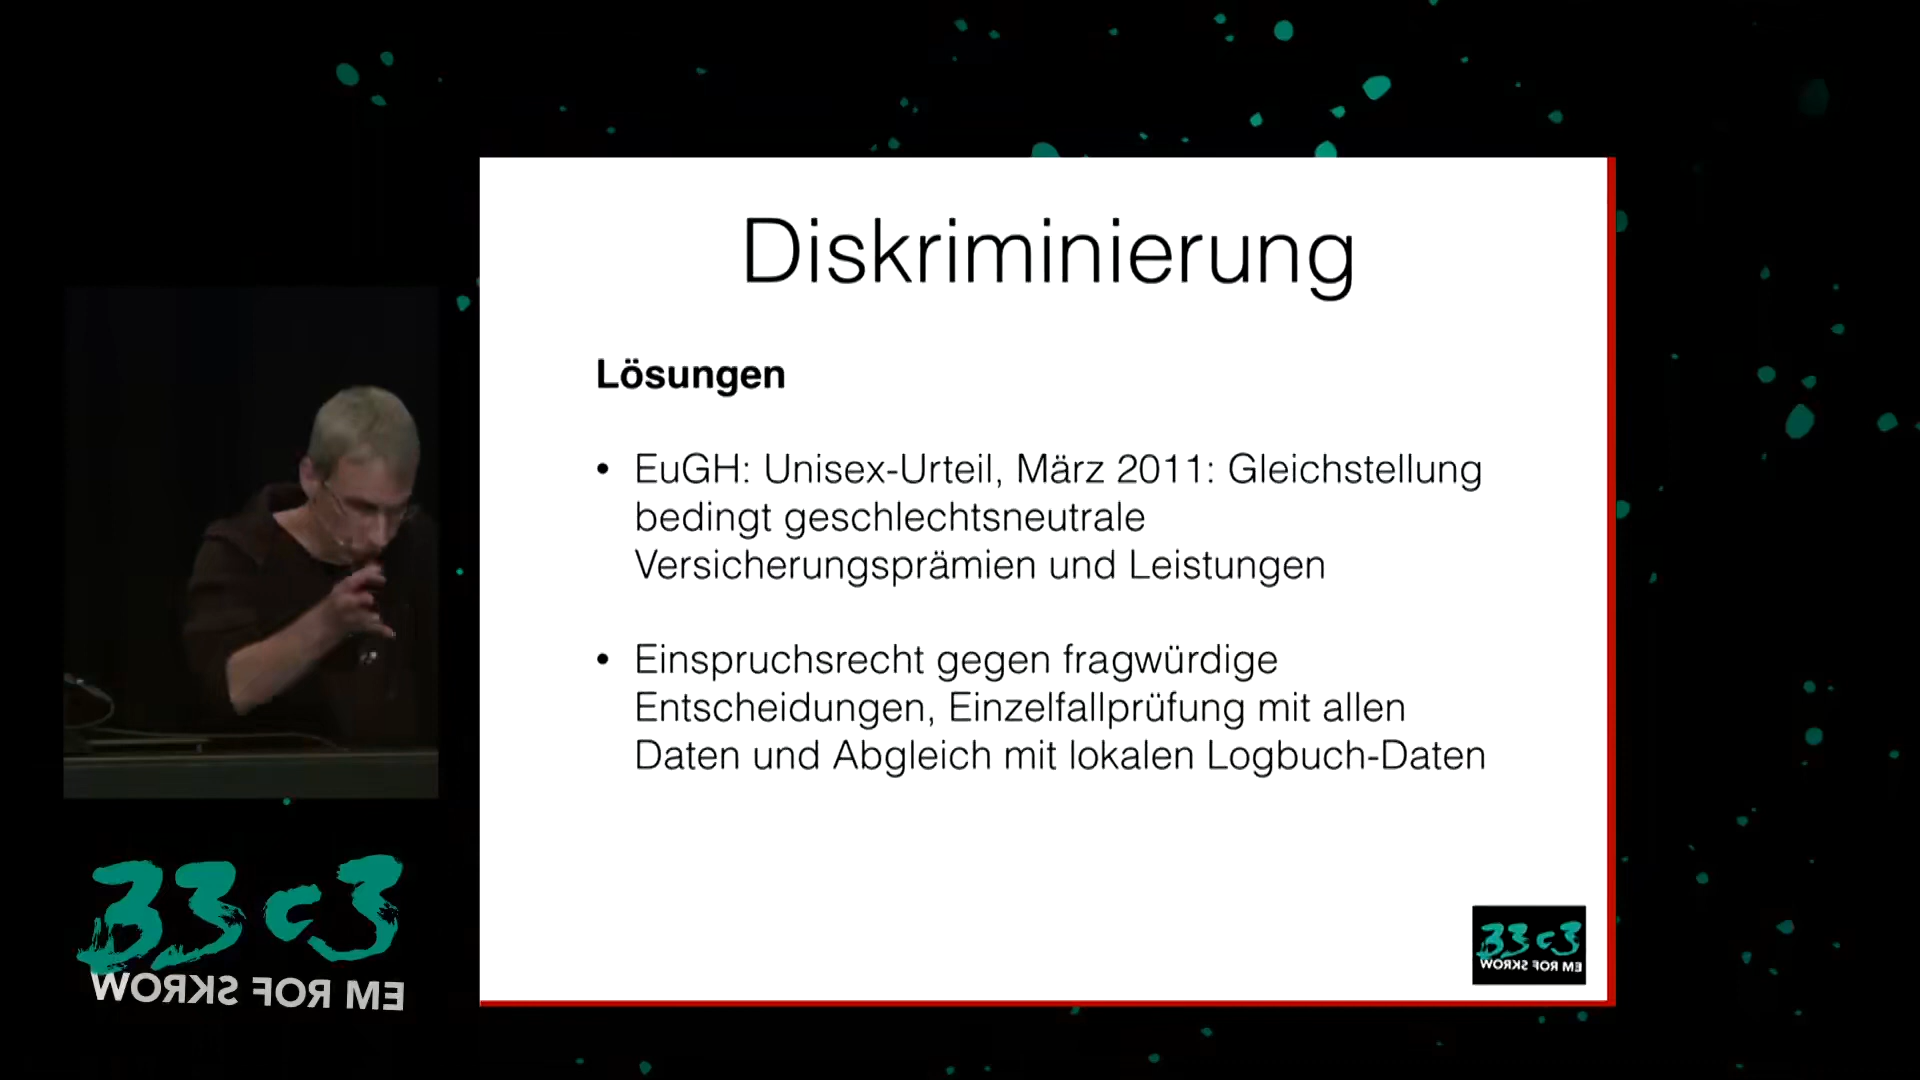 Diskriminierung
Lösungen
• EuGH: Unisex-Urteil, März 2011: Gleichstellung
bedingt geschlechtsneutrale
Versicherungsprämien und Leistungen
• Einspruchsrecht gegen fragwürdige
Entscheidungen, Einzelfallprüfung mit allen
Daten und Abgleich mit lokalen Logbuch-Daten
33c3
WORKS FOR ME
33c3
WORKS FOR ME